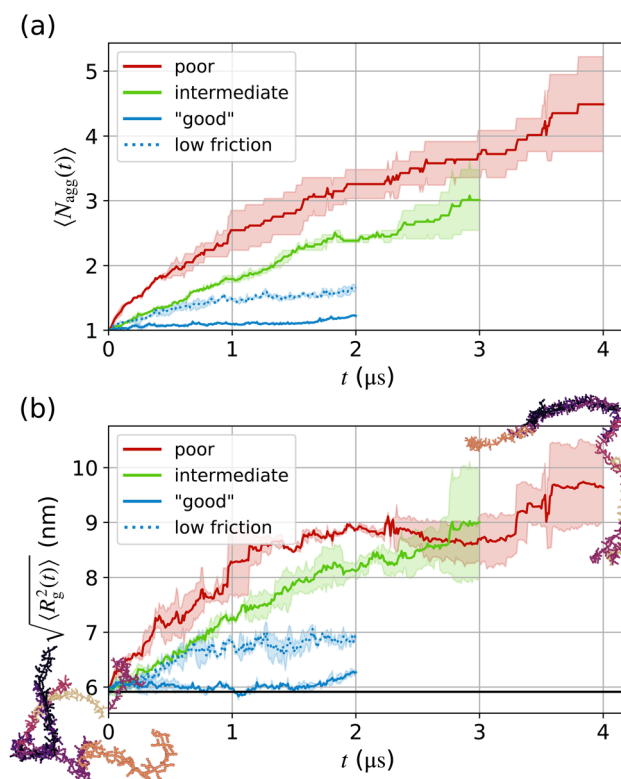 (a)
5
4
3
2
1
⟨N_agg(t)⟩
poor
intermediate
"good"
low friction
0 1 2 3 4
t (μs)
(b)
10
9
8
7
6
√⟨R_g^2(t)⟩ (nm)
poor
intermediate
"good"
low friction
0 1 2 3 4
t (μs)